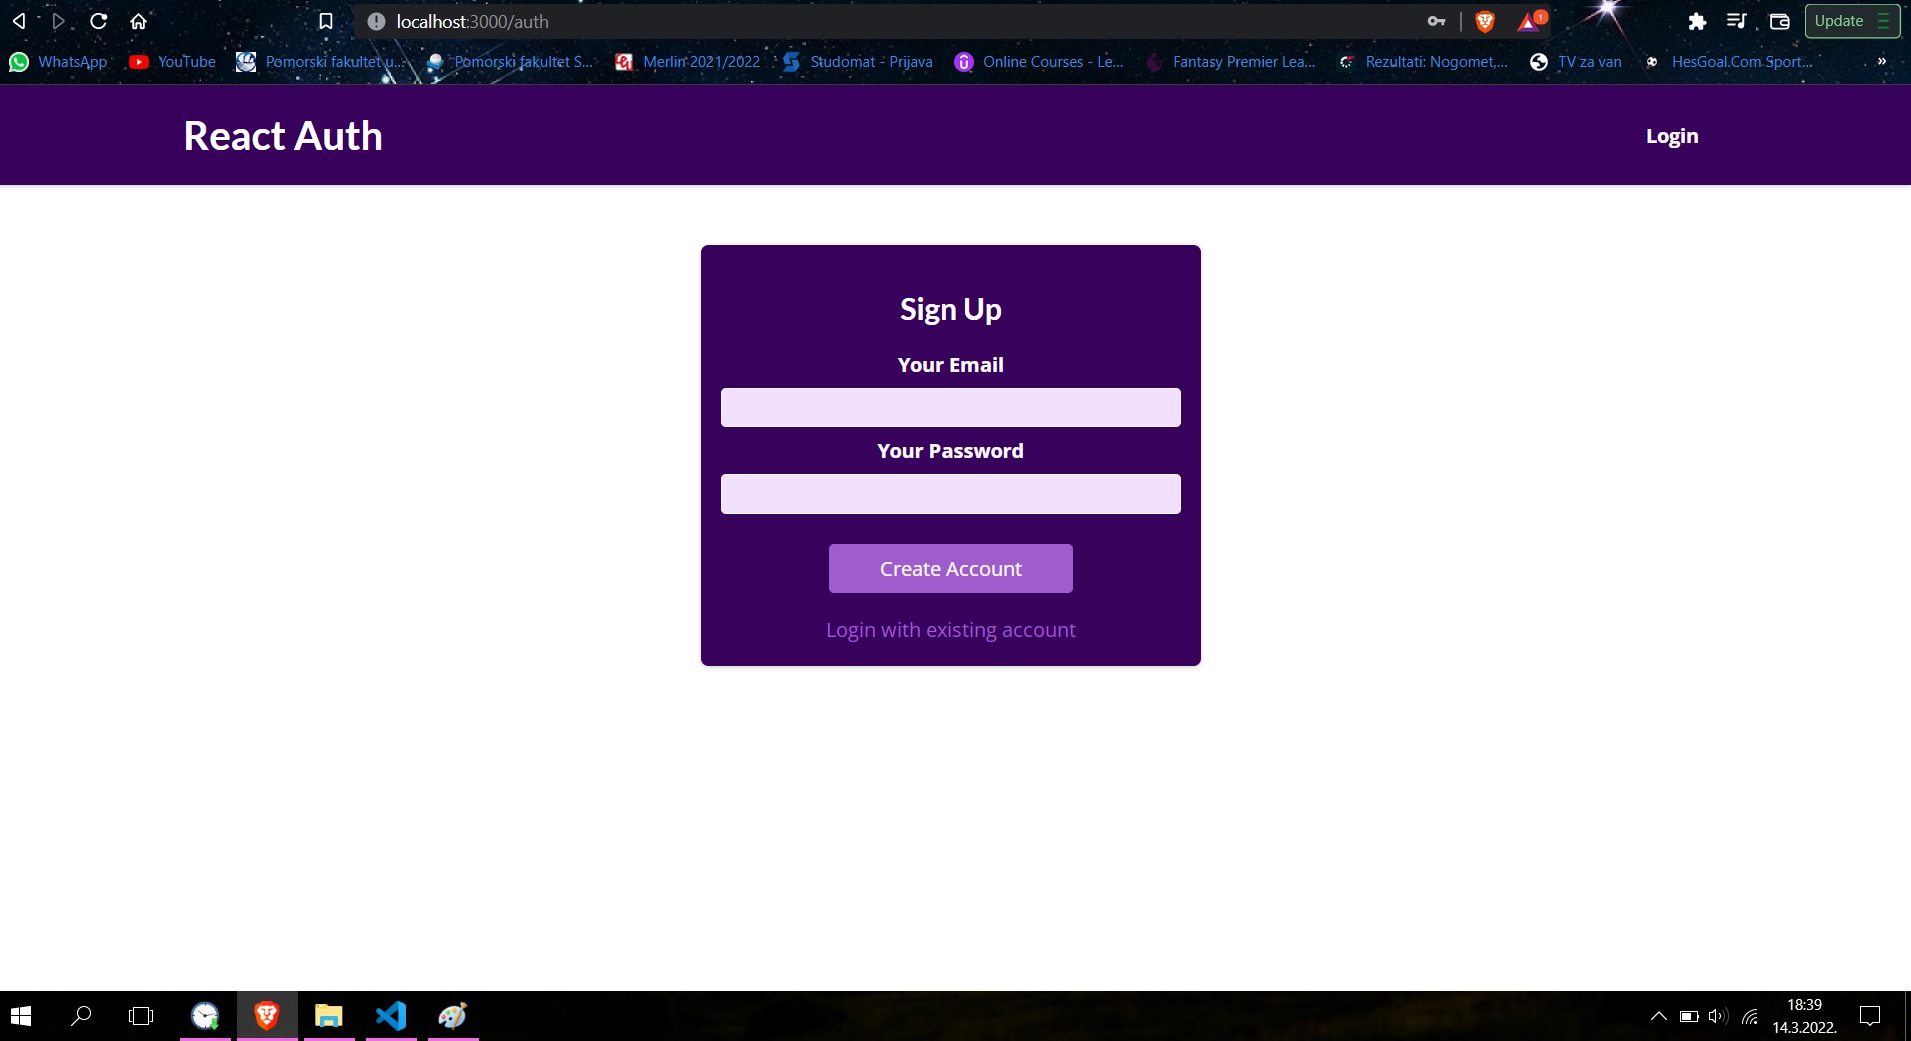 localhost:3000/auth
1
Update
WhatsApp
YouTube
Pomorski fakultet u...
Pomorski fakultet S...
Merlin 2021/2022
Studomat - Prijava
Online Courses - Le...
Fantasy Premier Lea...
Rezultati: Nogomet,...
TV za van
HesGoal.Com Sport...
»
React Auth
Login
Sign Up
Your Email
Your Password
Create Account
Login with existing account
18:39
14.3.2022.